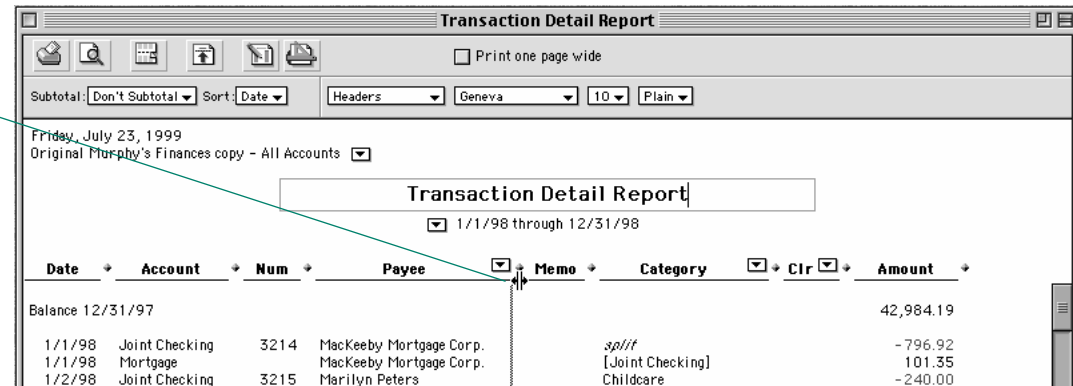 Transaction Detail Report
Print one page wide
Subtotal: Don't Subtotal Sort: Date Headers Geneva 10 Plain
Friday, July 23, 1999
Original Murphy's Finances copy - All Accounts
Transaction Detail Report
1/1/98 through 12/31/98
Date Account Num Payee Memo Category Clr Amount
Balance 12/31/97 42,984.19
1/1/98 Joint Checking 3214 MacKeeby Mortgage Corp. split -796.92
1/1/98 Mortgage MacKeeby Mortgage Corp. [Joint Checking] 101.35
1/2/98 Joint Checking 3215 Marilyn Peters Childcare -240.00